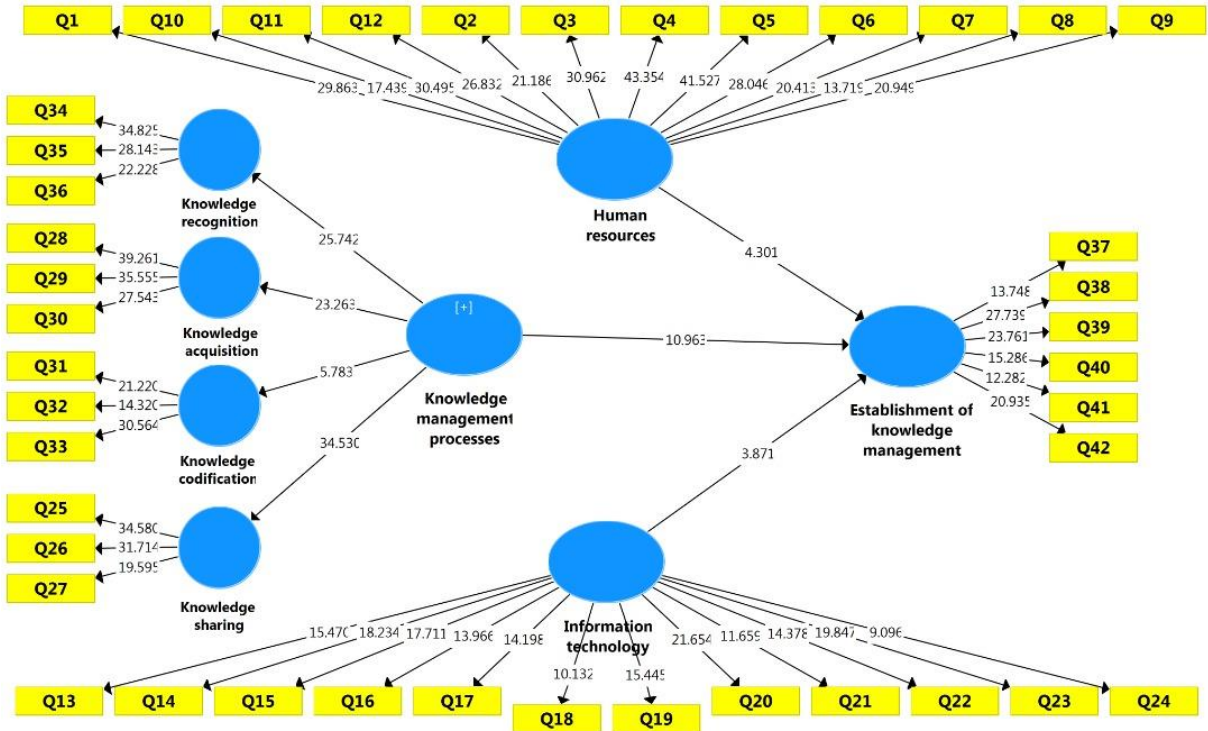 Q1 Q10 Q11 Q12 Q2 Q3 Q4 Q5 Q6 Q7 Q8 Q9
29.863 17.439 30.495 26.832 21.186 30.962 43.354 41.527 28.046 20.413 13.719 20.949
Q34
34.825
Q35
28.143
Q36
22.228
Knowledge
recognition
Human
resources
25.742
4.301
Q28
39.261
Q29
35.555
Q30
27.543
Knowledge
acquisition
23.263
[+]
10.963
Knowledge
management
processes
Q37
13.748
Q38
27.739
Q39
23.761
Q40
15.286
Q41
12.282
Q42
20.935
Establishment of
knowledge
management
Q31
21.220
Q32
14.320
Q33
30.564
Knowledge
codification
5.783
34.530
3.871
Q25
34.580
Q26
31.714
Q27
19.595
Knowledge
sharing
Information
technology
15.470 18.234 17.711 13.966 14.198 10.132 15.445 21.654 11.659 14.378 19.847 9.096
Q13 Q14 Q15 Q16 Q17 Q18 Q19 Q20 Q21 Q22 Q23 Q24